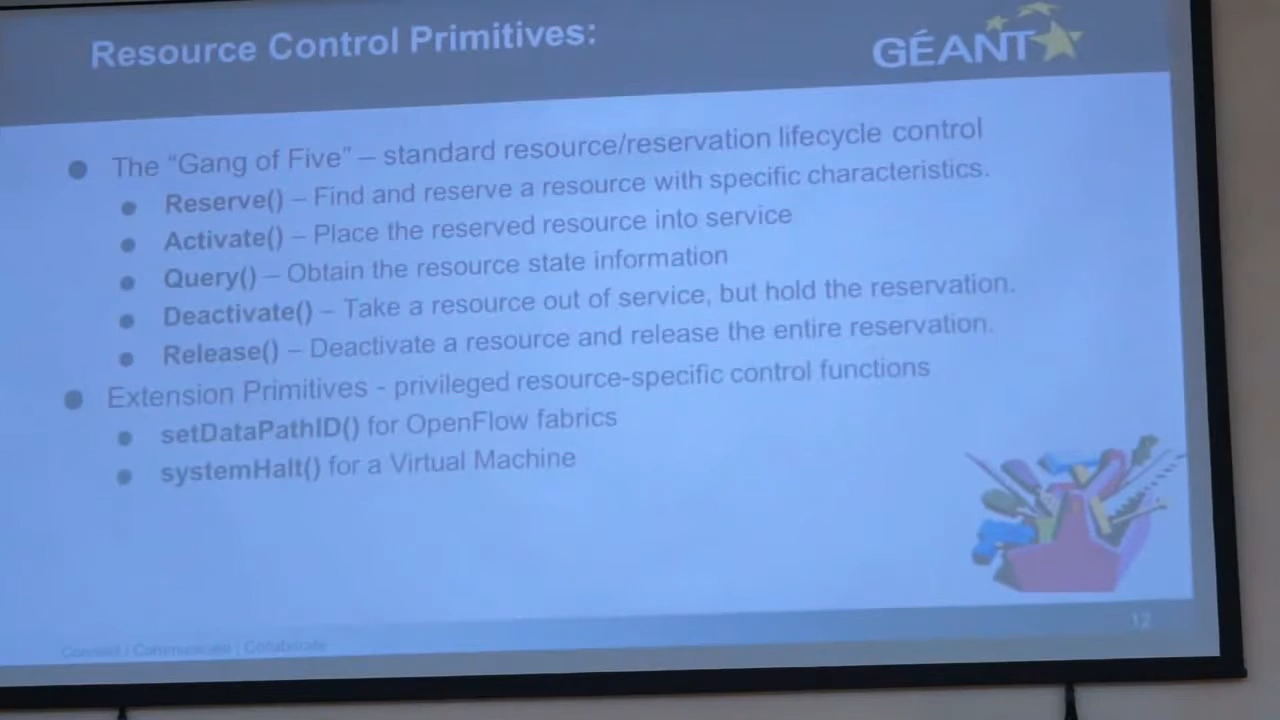 Resource Control Primitives:
GÉANT
● The “Gang of Five” – standard resource/reservation lifecycle control
● Reserve() – Find and reserve a resource with specific characteristics.
● Activate() – Place the reserved resource into service
● Query() – Obtain the resource state information
● Deactivate() – Take a resource out of service, but hold the reservation.
● Release() – Deactivate a resource and release the entire reservation.
● Extension Primitives - privileged resource-specific control functions
● setDataPathID() for OpenFlow fabrics
● systemHalt() for a Virtual Machine
Connect | Communicate | Collaborate
12